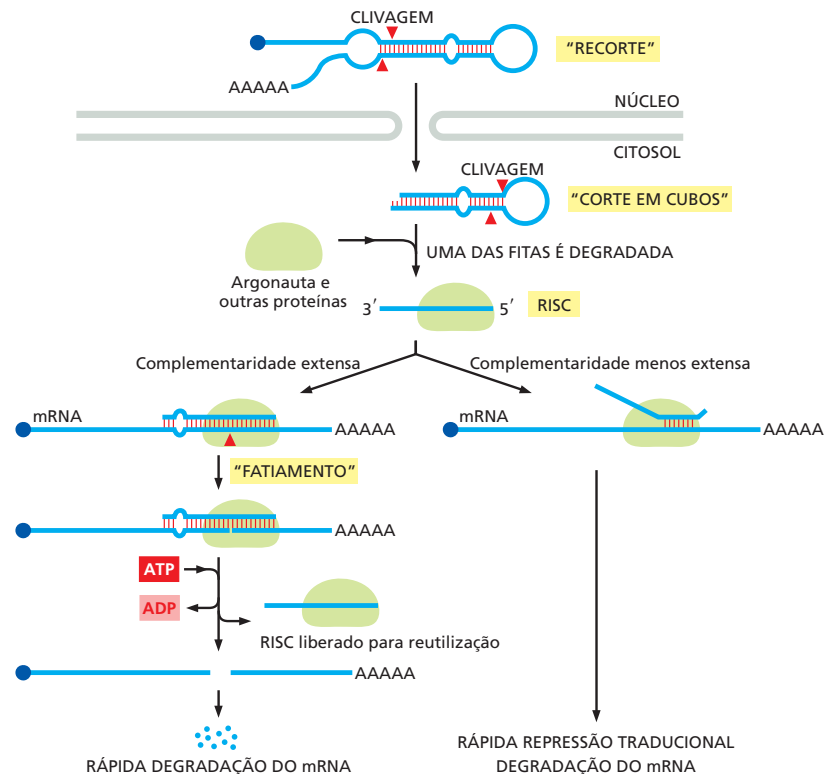 CLIVAGEM
"RECORTE"
AAAAA
NÚCLEO
CITOSOL
CLIVAGEM
"CORTE EM CUBOS"
UMA DAS FITAS É DEGRADADA
Argonauta e
outras proteínas
3′ 5′ RISC
Complementaridade extensa
Complementaridade menos extensa
mRNA
AAAAA
mRNA
AAAAA
"FATIAMENTO"
AAAAA
ATP
ADP
RISC liberado para reutilização
AAAAA
RÁPIDA DEGRADAÇÃO DO mRNA
RÁPIDA REPRESSÃO TRADUCIONAL
DEGRADAÇÃO DO mRNA